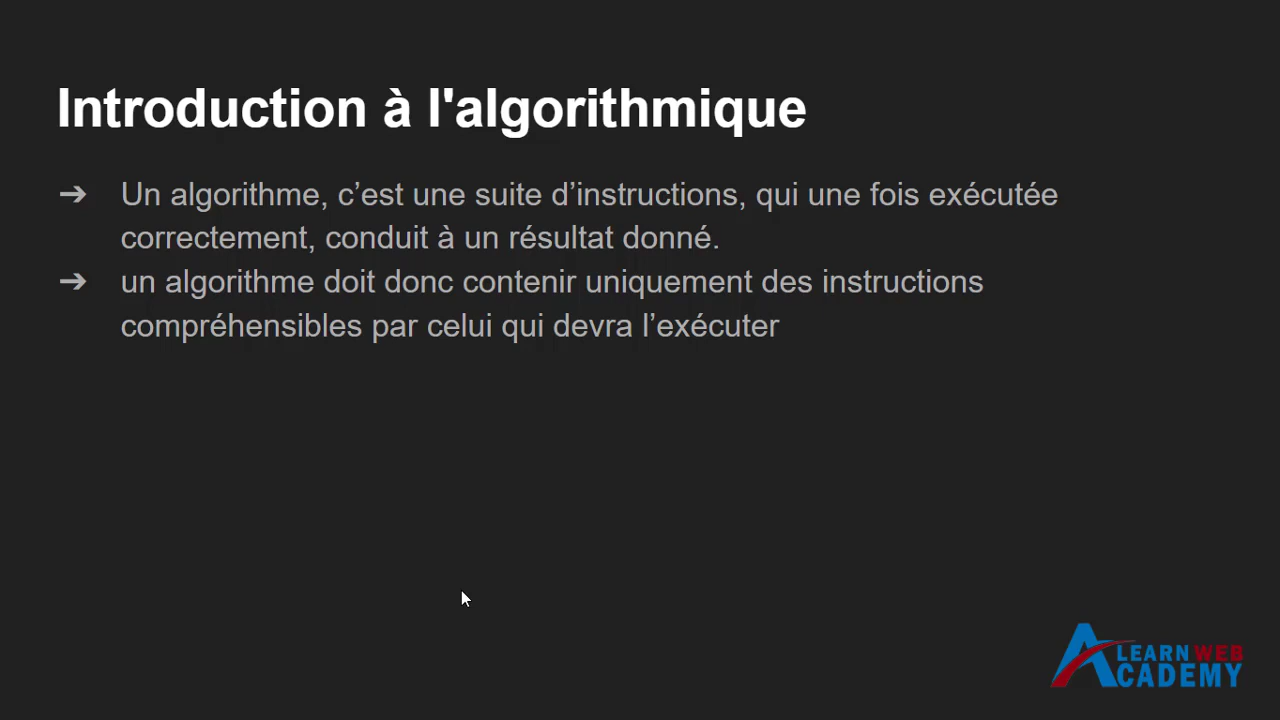 Introduction à l'algorithmique
➔ Un algorithme, c’est une suite d’instructions, qui une fois exécutée
correctement, conduit à un résultat donné.
➔ un algorithme doit donc contenir uniquement des instructions
compréhensibles par celui qui devra l’exécuter
LEARN WEB
ACADEMY